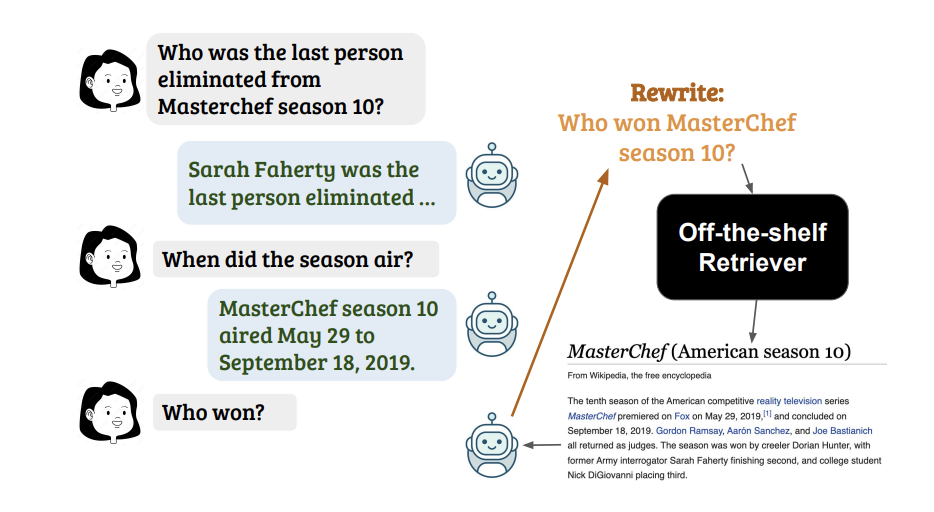 Who was the last person
eliminated from
Masterchef season 10?
Sarah Faherty was the
last person eliminated ...
When did the season air?
MasterChef season 10
aired May 29 to
September 18, 2019.
Who won?
Rewrite:
Who won MasterChef
season 10?
Off-the-shelf
Retriever
MasterChef (American season 10)
From Wikipedia, the free encyclopedia
The tenth season of the American competitive reality television series
MasterChef premiered on Fox on May 29, 2019,[1] and concluded on
September 18, 2019. Gordon Ramsay, Aarón Sanchez, and Joe Bastianich
all returned as judges. The season was won by creeler Dorian Hunter, with
former Army interrogator Sarah Faherty finishing second, and college student
Nick DiGiovanni placing third.